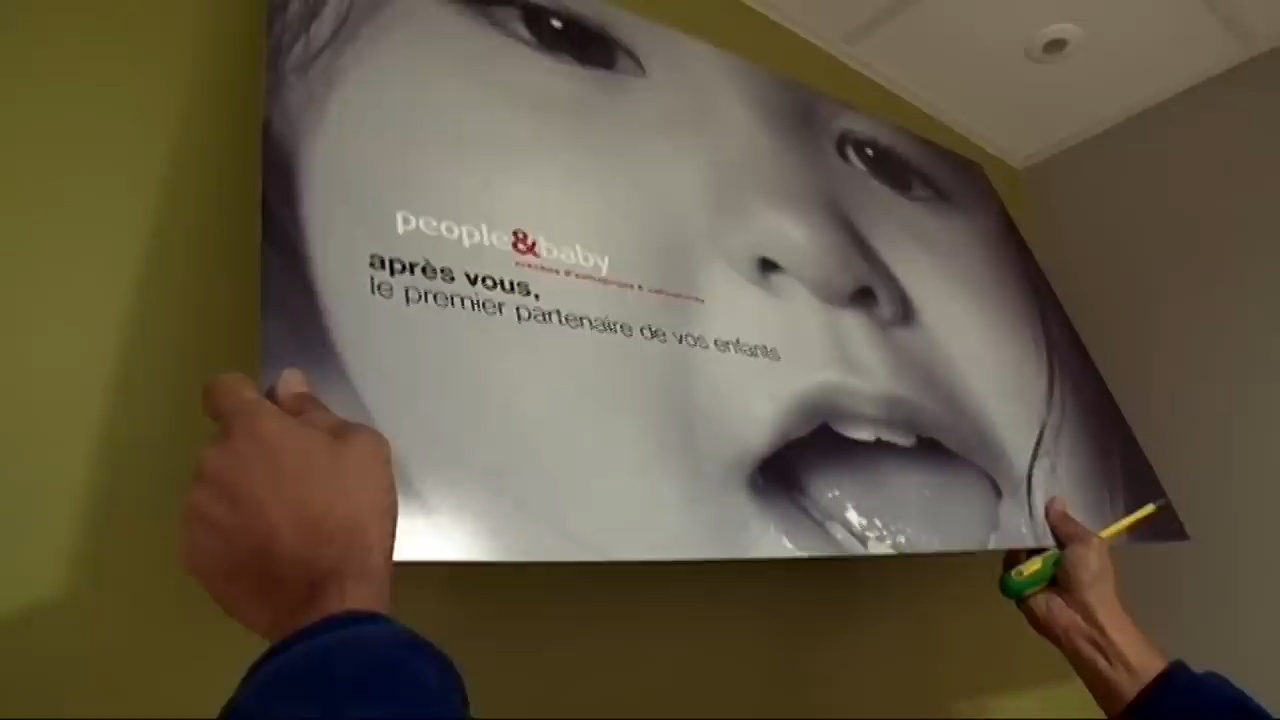 people&baby
après vous,
le premier partenaire de vos enfants